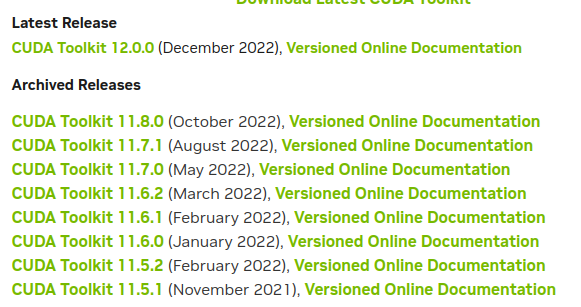 Download Latest CUDA Toolkit
Latest Release
CUDA Toolkit 12.0.0 (December 2022), Versioned Online Documentation
Archived Releases
CUDA Toolkit 11.8.0 (October 2022), Versioned Online Documentation
CUDA Toolkit 11.7.1 (August 2022), Versioned Online Documentation
CUDA Toolkit 11.7.0 (May 2022), Versioned Online Documentation
CUDA Toolkit 11.6.2 (March 2022), Versioned Online Documentation
CUDA Toolkit 11.6.1 (February 2022), Versioned Online Documentation
CUDA Toolkit 11.6.0 (January 2022), Versioned Online Documentation
CUDA Toolkit 11.5.2 (February 2022), Versioned Online Documentation
CUDA Toolkit 11.5.1 (November 2021), Versioned Online Documentation